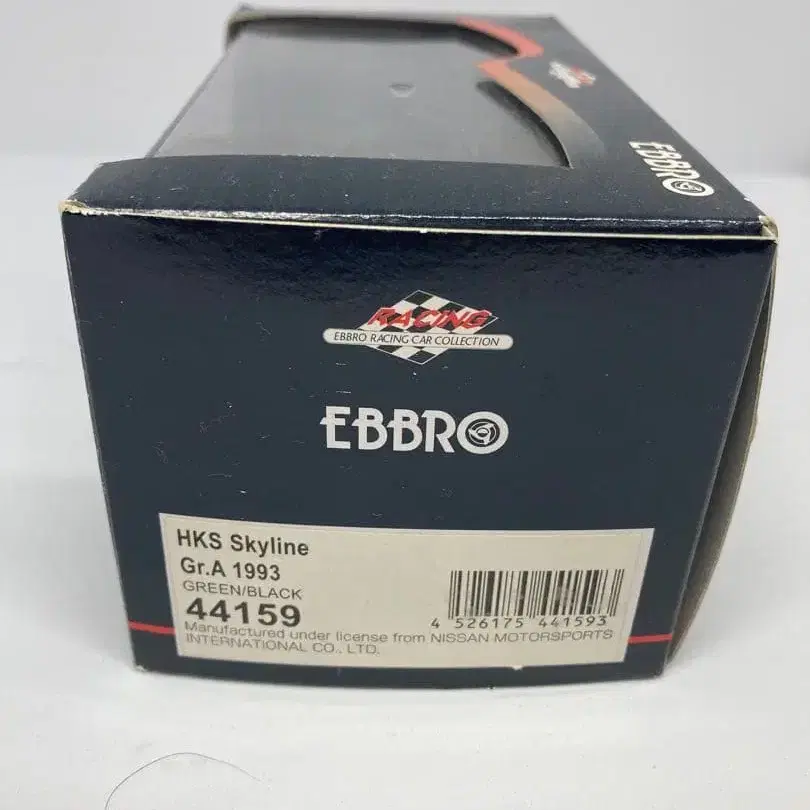 EBBRO
RACING
EBBRO RACING CAR COLLECTION
EBBRO
HKS Skyline
Gr.A 1993
GREEN/BLACK
44159
4 526175 441593
Manufactured under license from NISSAN MOTORSPORTS
INTERNATIONAL CO., LTD.